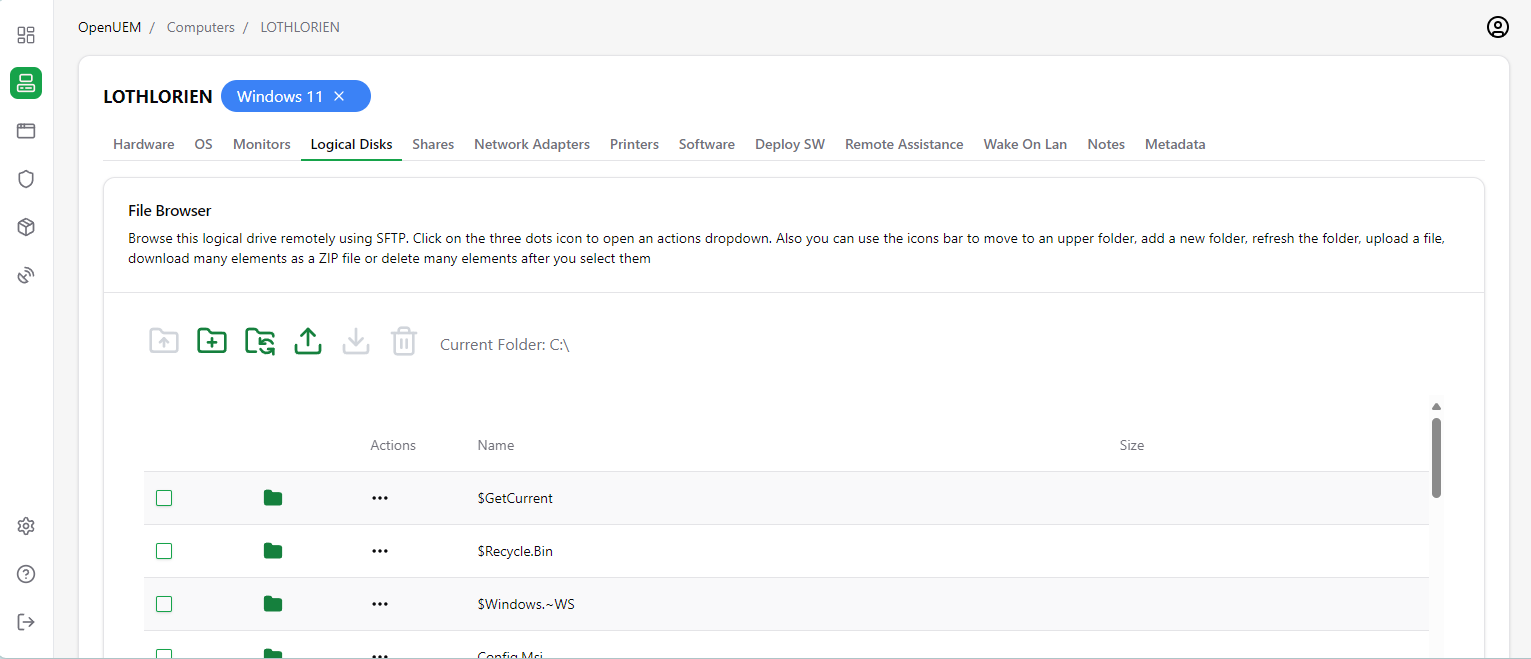 OpenUEM / Computers / LOTHLORIEN
LOTHLORIEN Windows 11 ×
Hardware OS Monitors Logical Disks Shares Network Adapters Printers Software Deploy SW Remote Assistance Wake On Lan Notes Metadata
File Browser
Browse this logical drive remotely using SFTP. Click on the three dots icon to open an actions dropdown. Also you can use the icons bar to move to an upper folder, add a new folder, refresh the folder, upload a file,
download many elements as a ZIP file or delete many elements after you select them
Current Folder: C:\
Actions Name Size
$GetCurrent
$Recycle.Bin
$Windows.~WS
Config.Msi